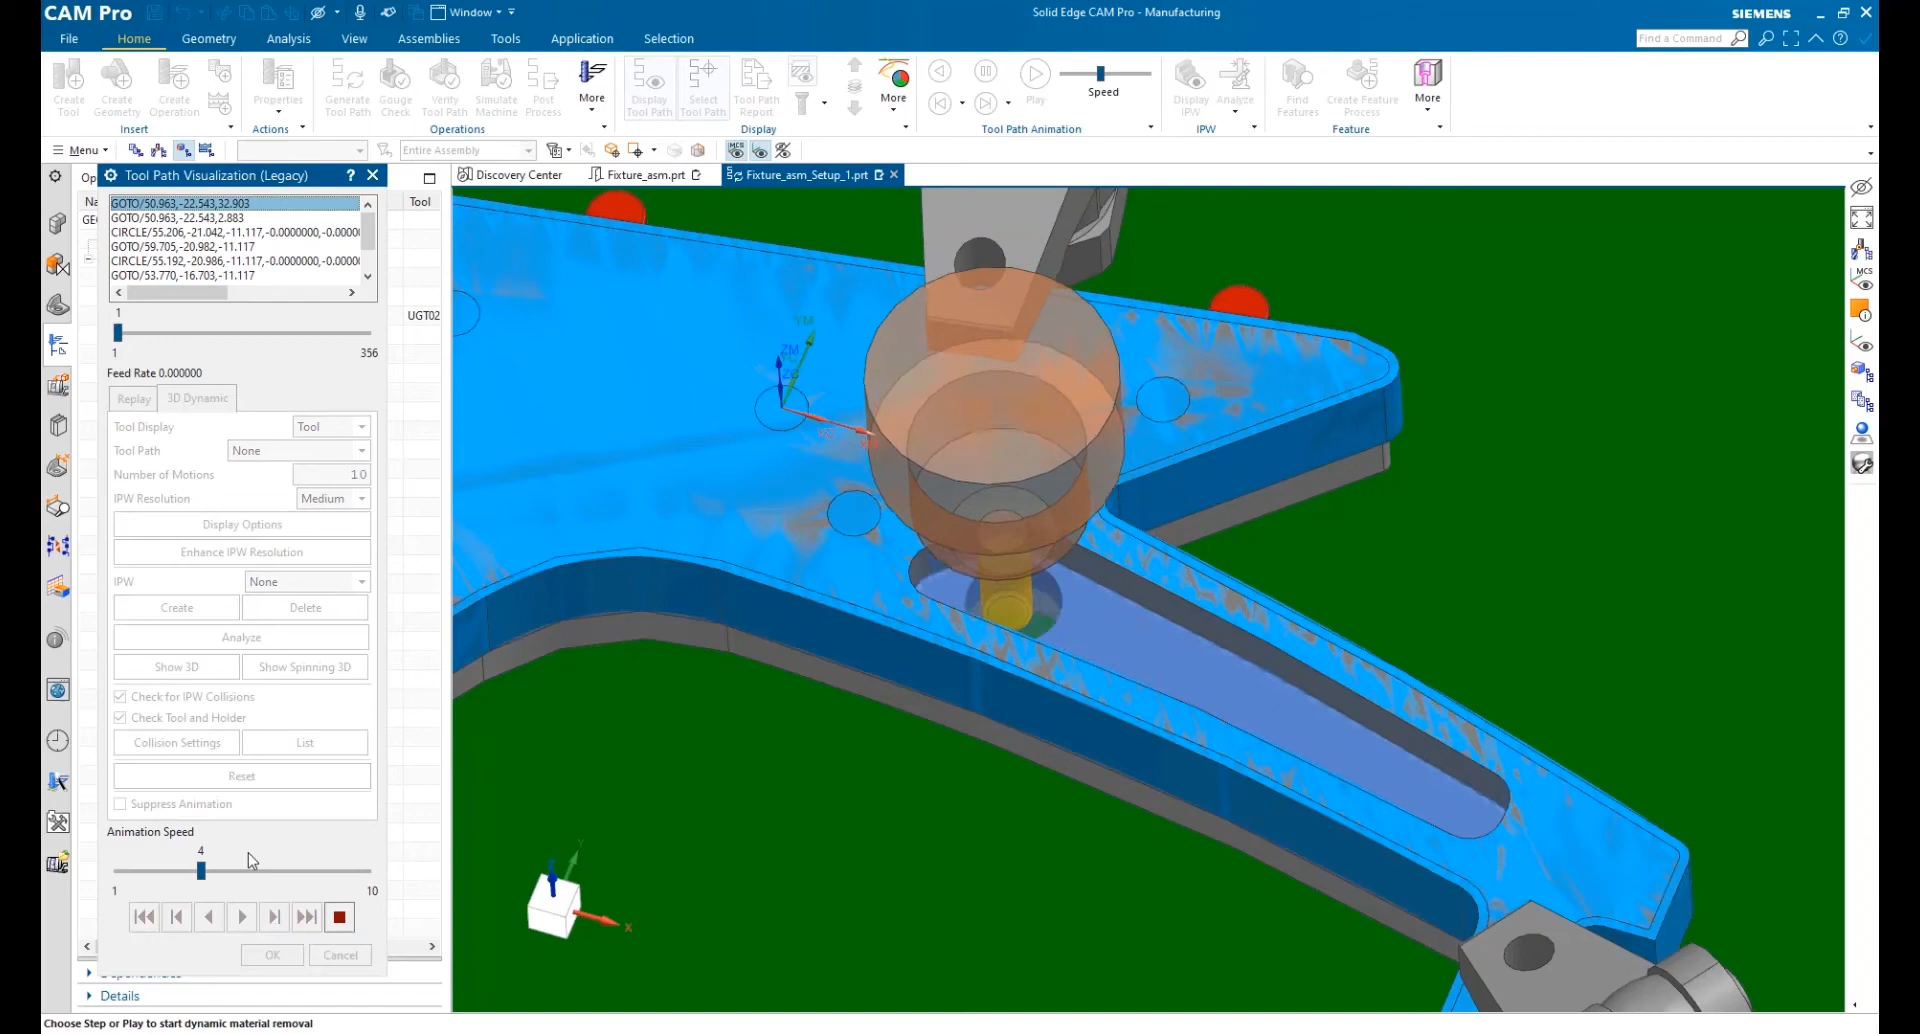 CAM Pro
Window
Solid Edge CAM Pro - Manufacturing
SIEMENS
File
Home
Geometry
Analysis
View
Assemblies
Tools
Application
Selection
Find a Command
Create Tool
Create Geometry
Create Operation
Properties
Generate Tool Path
Gouge Check
Verify Tool Path
Simulate Machine
Post Process
More
Display Tool Path
Select Tool Path
Tool Path Report
More
Play
Speed
Display IPW
Analyze
Find Features
Create Feature Process
More
Insert
Actions
Operations
Display
Tool Path Animation
IPW
Feature
Menu
Entire Assembly
MCS
Op
Tool Path Visualization (Legacy)
?
Discovery Center
Fixture_asm.prt
Fixture_asm_Setup_1.prt
Na
Tool
GOTO/50.963,-22.543,32.903
GOTO/50.963,-22.543,2.883
CIRCLE/55.206,-21.042,-11.117,-0.0000000,-0.0000
GOTO/59.705,-20.982,-11.117
CIRCLE/55.192,-20.986,-11.117,-0.0000000,-0.0000
GOTO/53.770,-16.703,-11.117
GE
UGT02
1
1
356
Feed Rate 0.000000
Replay
3D Dynamic
Tool Display
Tool
Tool Path
None
Number of Motions
10
IPW Resolution
Medium
Display Options
Enhance IPW Resolution
IPW
None
Create
Delete
Analyze
Show 3D
Show Spinning 3D
Check for IPW Collisions
Check Tool and Holder
Collision Settings
List
Reset
Suppress Animation
Animation Speed
4
1
10
OK
Cancel
Details
YM
ZM
MCS
Y
X
Choose Step or Play to start dynamic material removal